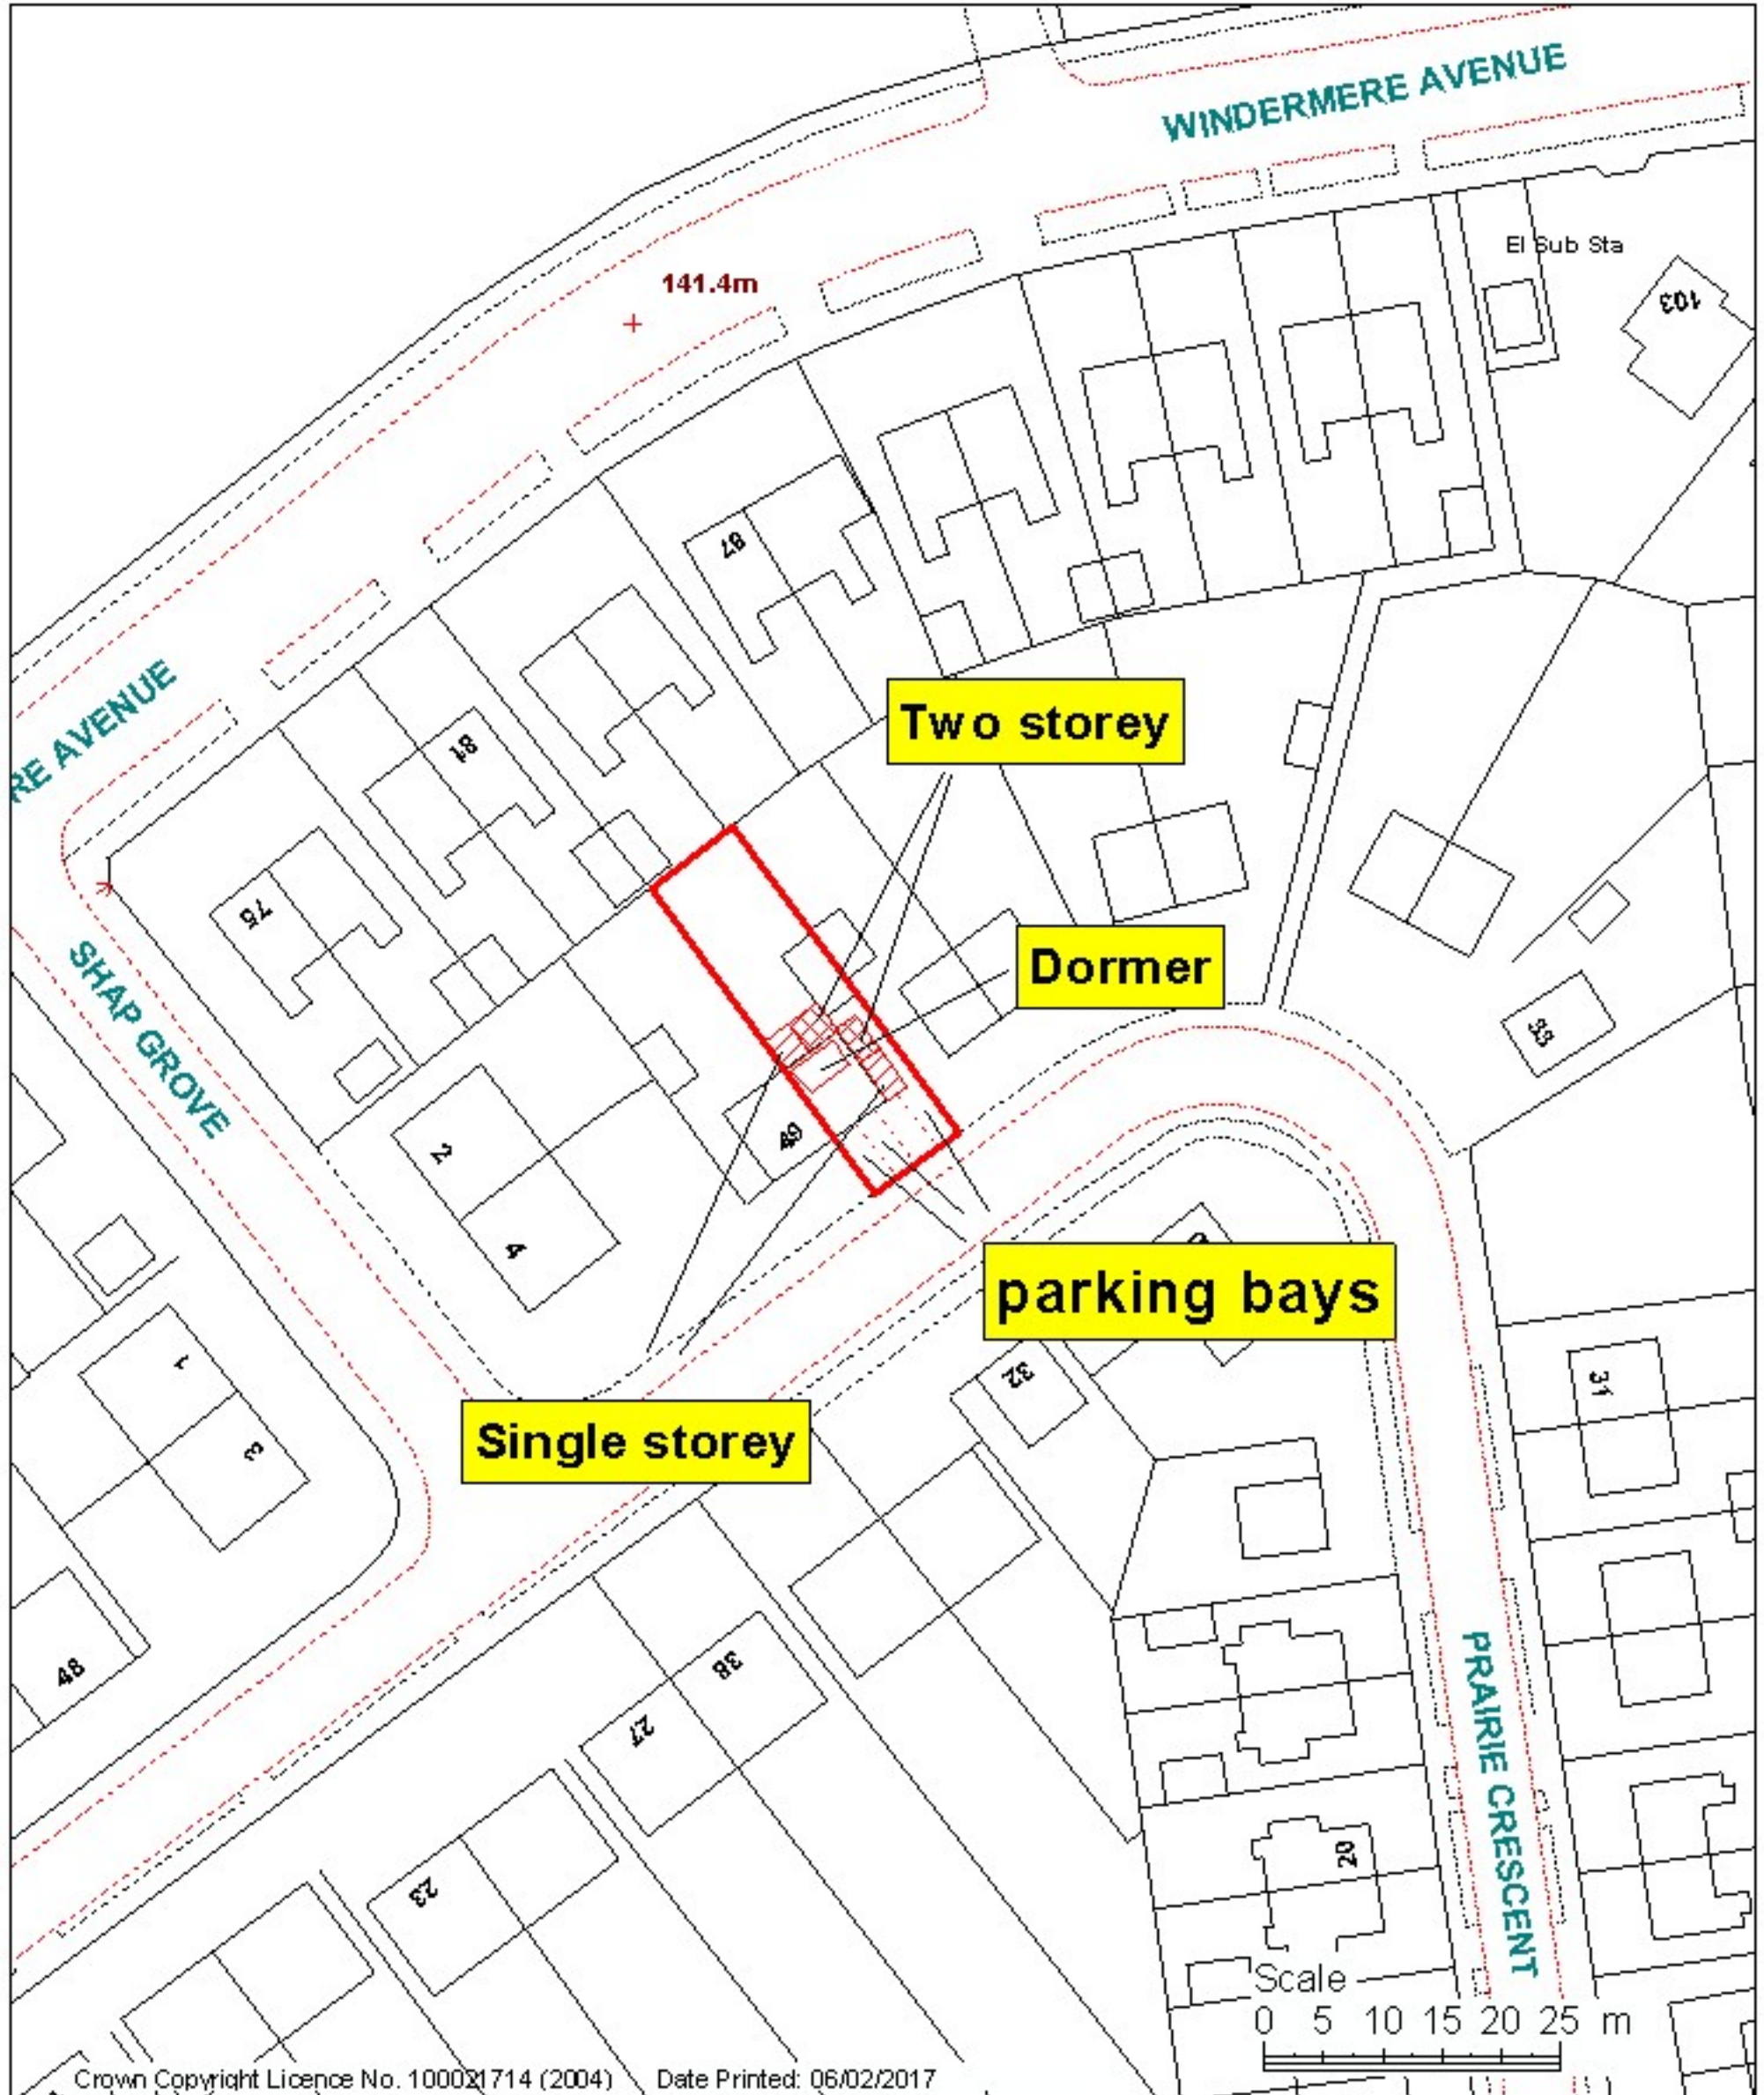 WINDERMERE AVENUE
El Sub Sta
103
141.4m
87
RE AVENUE
Two storey
81
75
Dormer
SHAP GROVE
33
49
2
4
parking bays
1
32
31
3
Single storey
48
38
27
PRAIRIE CRESCENT
20
23
Scale
0 5 10 15 20 25 m
Crown Copyright Licence No. 100021714 (2004) Date Printed: 06/02/2017